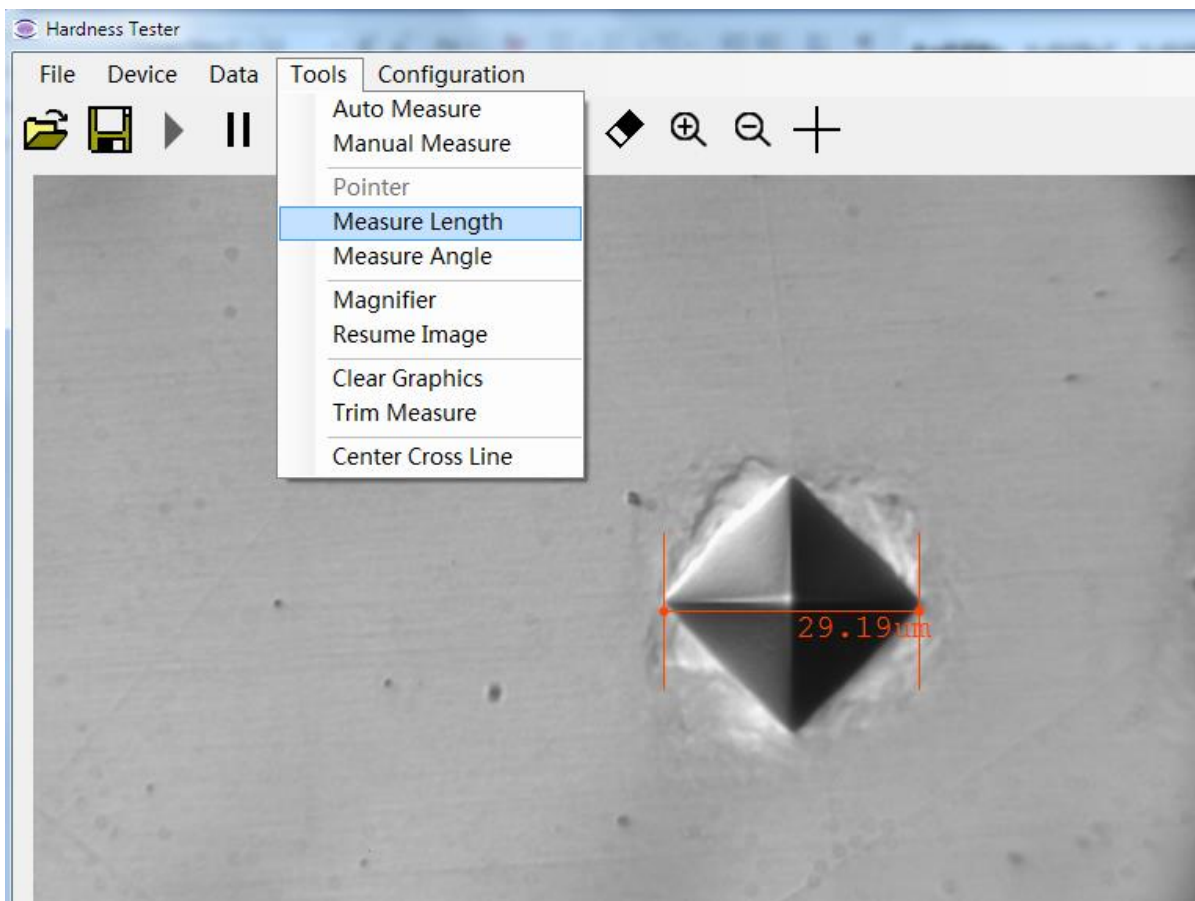 Hardness Tester
File Device Data Tools Configuration
Auto Measure
Manual Measure
Pointer
Measure Length
Measure Angle
Magnifier
Resume Image
Clear Graphics
Trim Measure
Center Cross Line
29.19um